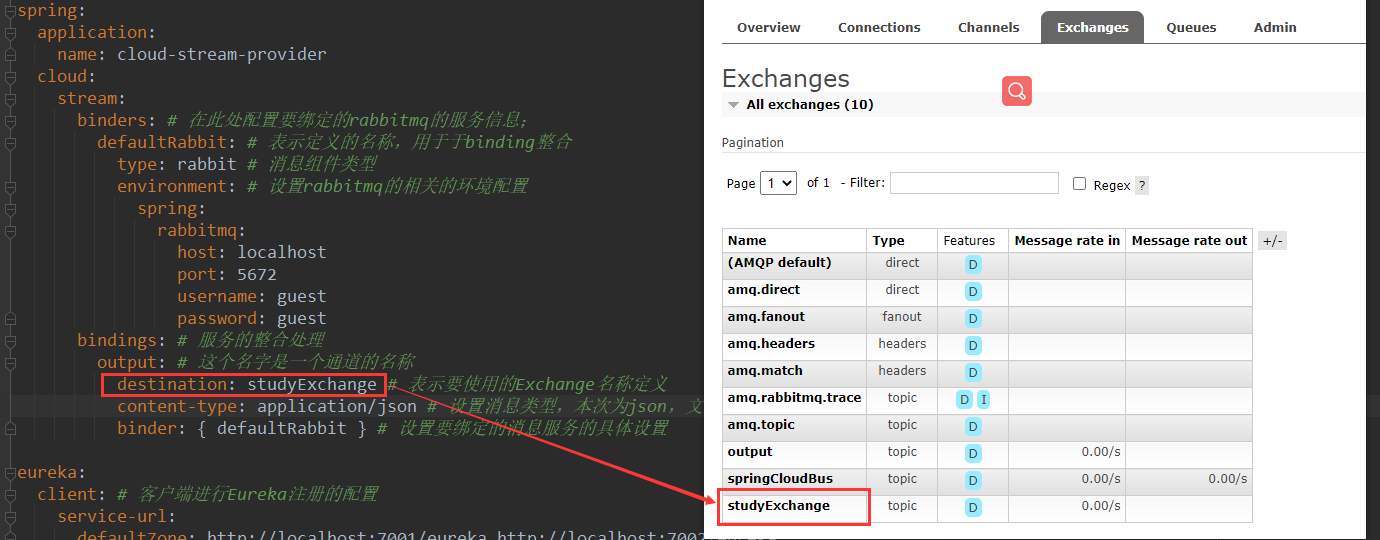 spring:
application:
name: cloud-stream-provider
cloud:
stream:
binders: # 在此处配置要绑定的rabbitmq的服务信息;
defaultRabbit: # 表示定义的名称，用于于binding整合
type: rabbit # 消息组件类型
environment: # 设置rabbitmq的相关的环境配置
spring:
rabbitmq:
host: localhost
port: 5672
username: guest
password: guest
bindings: # 服务的整合处理
output: # 这个名字是一个通道的名称
destination: studyExchange # 表示要使用的Exchange名称定义
content-type: application/json # 设置消息类型，本次为json，文
binder: { defaultRabbit } # 设置要绑定的消息服务的具体设置
eureka:
client: # 客户端进行Eureka注册的配置
service-url:
defaultZone: http://localhost:7001/eureka,http://localhost:7002
Overview Connections Channels Exchanges Queues Admin
Exchanges
All exchanges (10)
Pagination
Page 1 of 1 - Filter: Regex ?
Name Type Features Message rate in Message rate out +/-
(AMQP default) direct D
amq.direct direct D
amq.fanout fanout D
amq.headers headers D
amq.match headers D
amq.rabbitmq.trace topic D I
amq.topic topic D
output topic D 0.00/s
springCloudBus topic D 0.00/s 0.00/s
studyExchange topic D 0.00/s